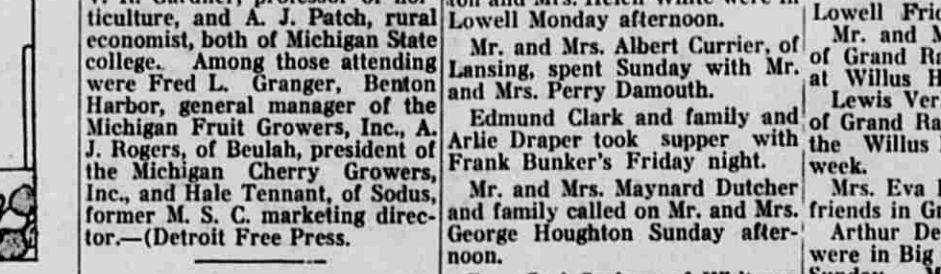 ticulture, and A. J. Patch, rural
economist, both of Michigan State
college. Among those attending
were Fred L. Granger, Benton
Harbor, general manager of the
Michigan Fruit Growers, Inc., A.
J. Rogers, of Beulah, president of
the Michigan Cherry Growers,
Inc., and Hale Tennant, of Sodus,
former M. S. C. marketing direc-
tor.—(Detroit Free Press.
Lowell Monday afternoon.
Mr. and Mrs. Albert Currier, of
Lansing, spent Sunday with Mr.
and Mrs. Perry Damouth.
Edmund Clark and family and
Arlie Draper took supper with
Frank Bunker's Friday night.
Mr. and Mrs. Maynard Dutcher
and family called on Mr. and Mrs.
George Houghton Sunday after-
noon.
Lowell
Mr. and
of Grand
at Willus
Lewis
of Grand
the Willus
week.
Mrs. Eva
friends in
Arthur
were in Big